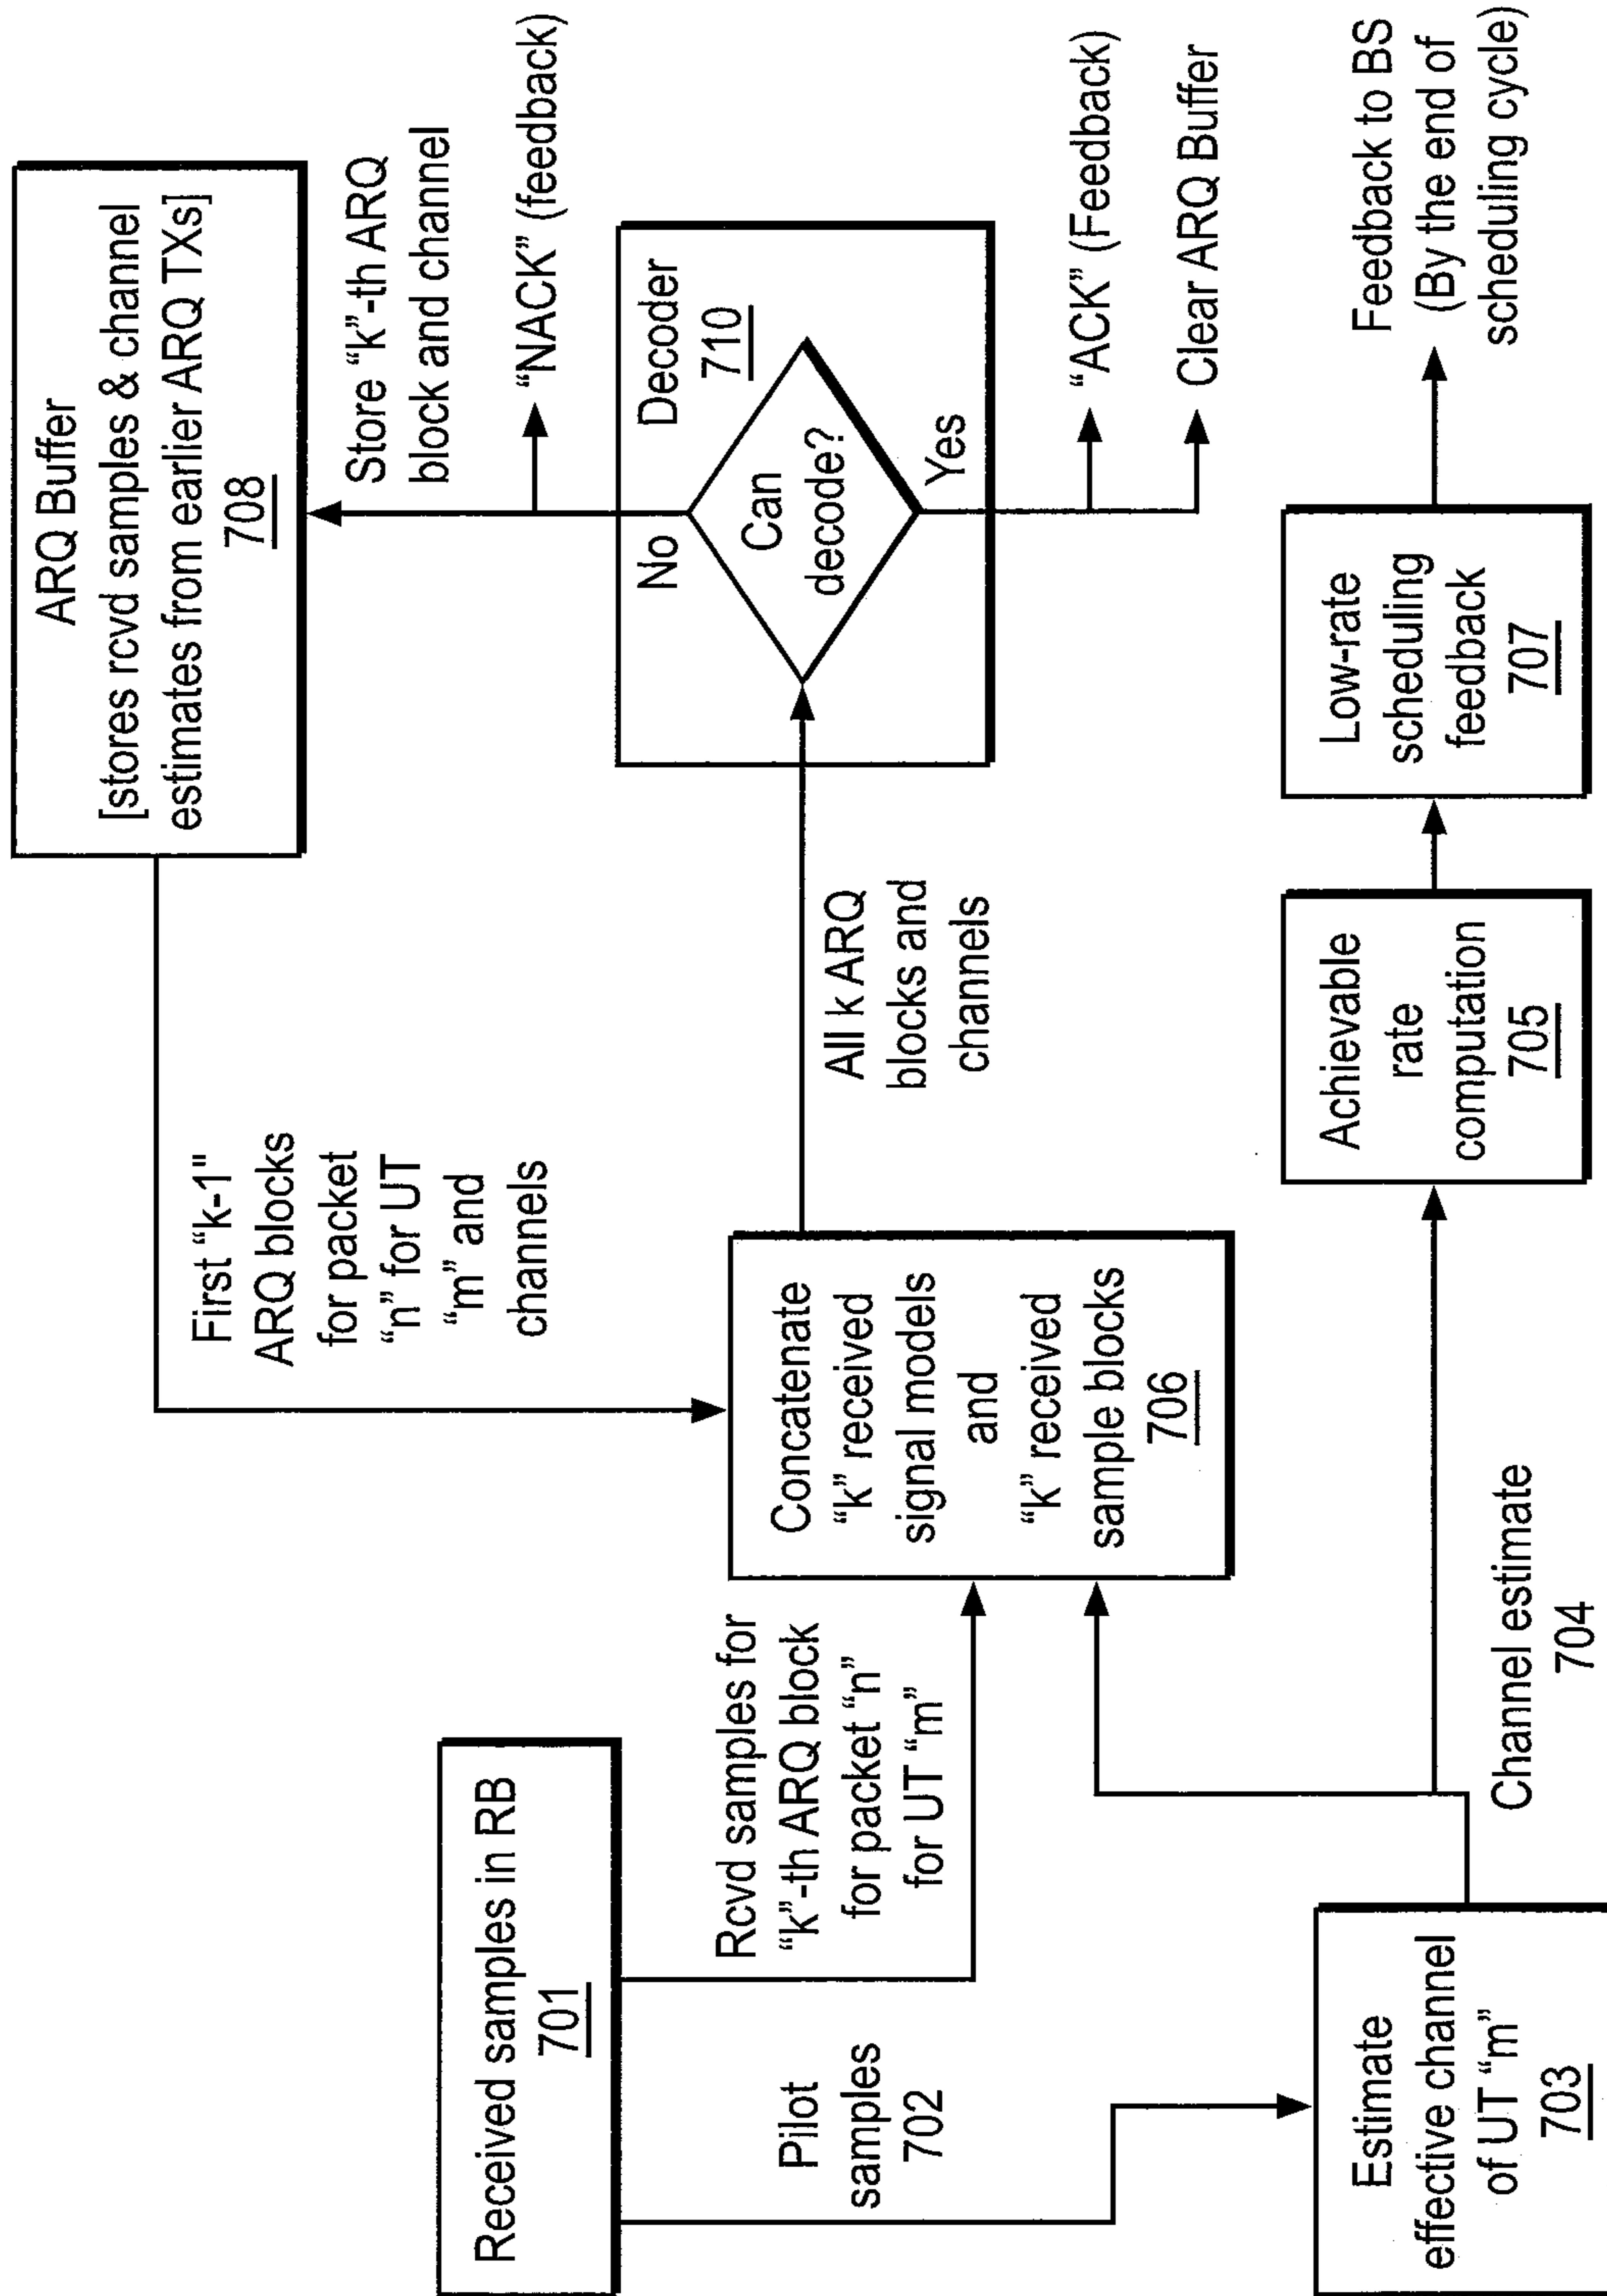 Received samples in RB
701
Pilot
samples
702
Rcvd samples for
“k”-th ARQ block
for packet “n”
for UT “m”
Estimate
effective channel
of UT “m”
703
Channel estimate
704
First “k-1"
ARQ blocks
for packet
“n” for UT
“m” and
channels
Concatenate
“k” received
signal models
and
“k” received
sample blocks
706
All k ARQ
blocks and
channels
ARQ Buffer
[stores rcvd samples & channel
estimates from earlier ARQ TXs]
708
Store “k”-th ARQ
block and channel
“NACK” (feedback)
No
Decoder
710
Can
decode?
Yes
“ACK” (Feedback)
Clear ARQ Buffer
Achievable
rate
computation
705
Low-rate
scheduling
feedback
707
Feedback to BS
(By the end of
scheduling cycle)